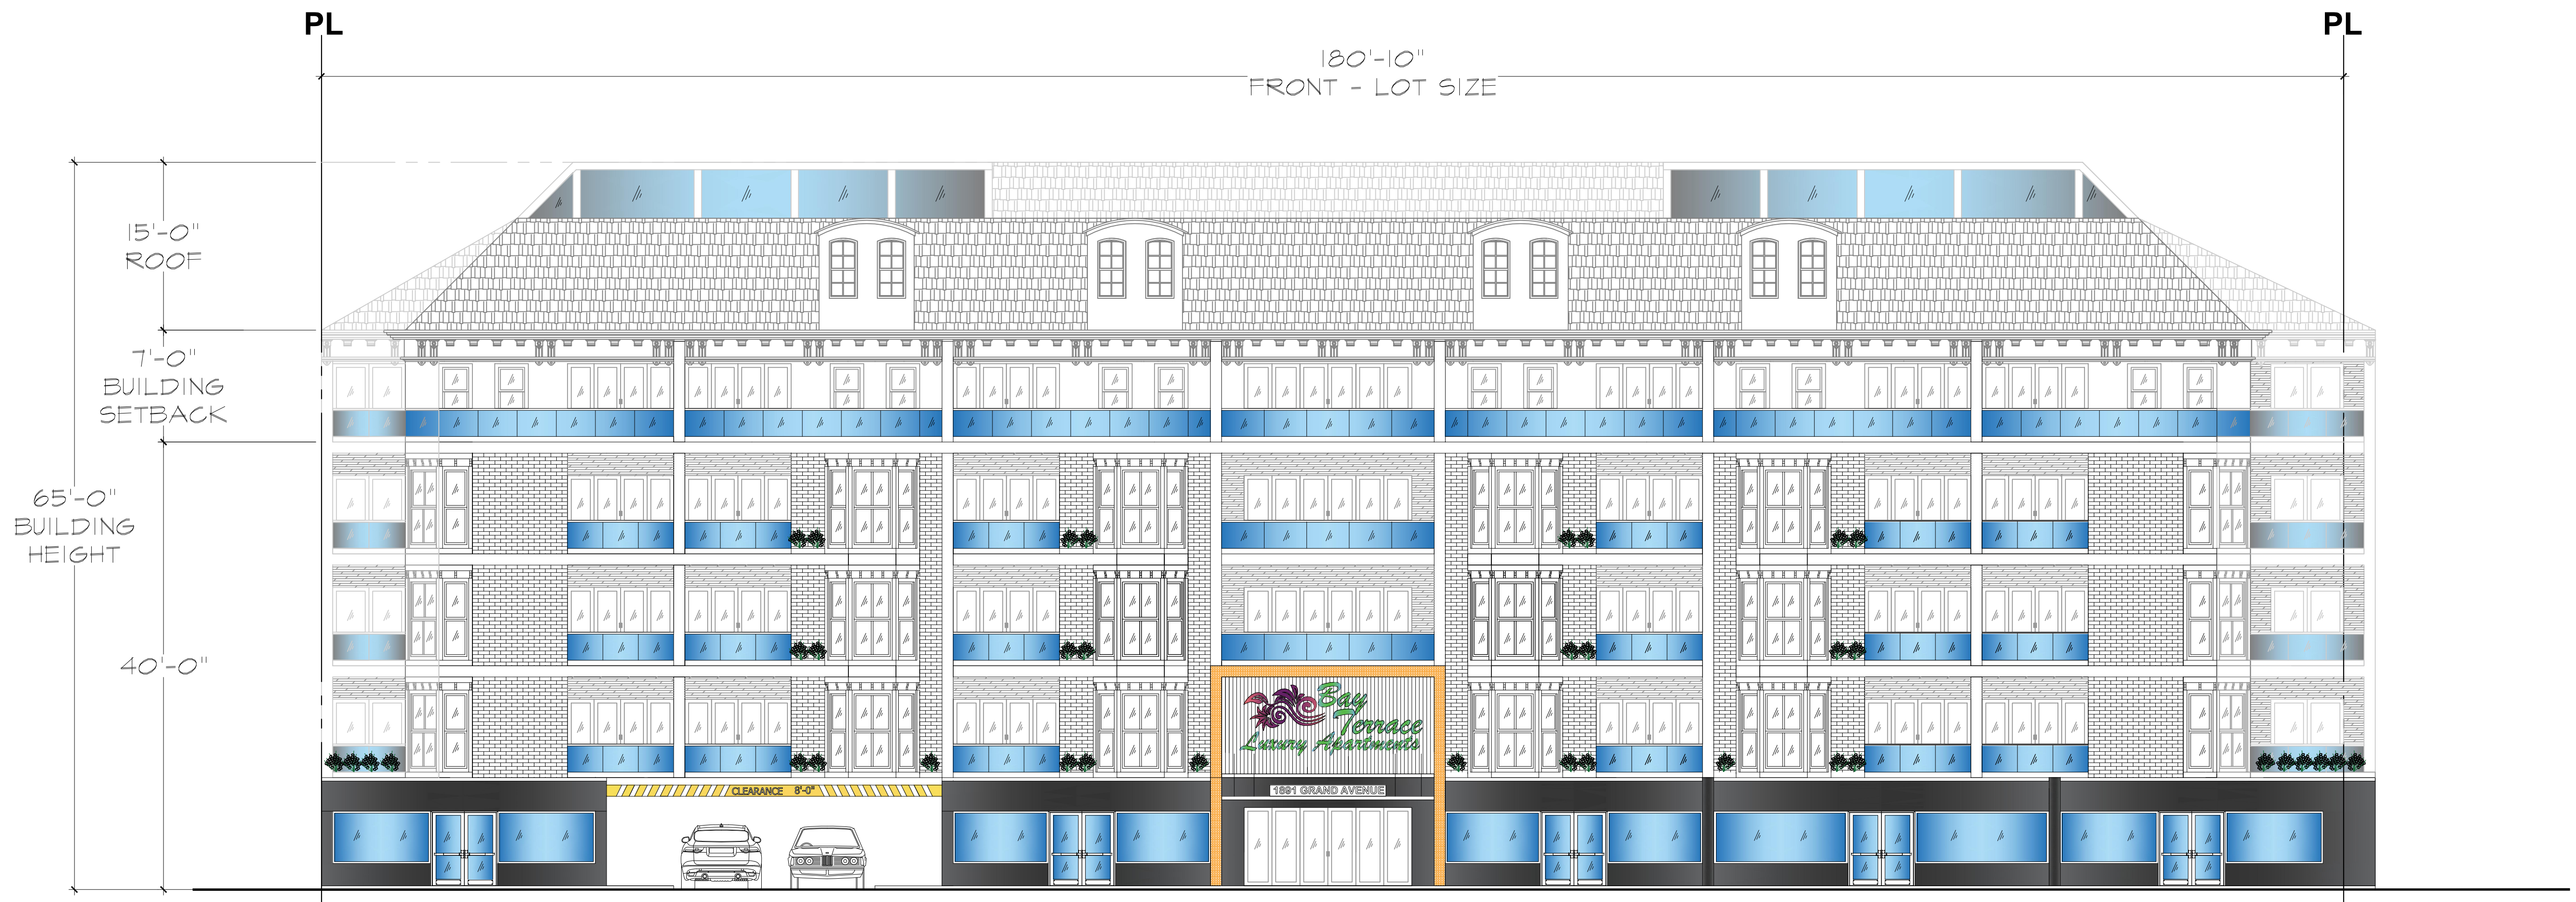 PL
PL
180'-10"
FRONT - LOT SIZE
15'-0"
ROOF
7'-0"
BUILDING
SETBACK
65'-0"
BUILDING
HEIGHT
40'-0"
Bay
Terrace
Luxury Apartments
CLEARANCE 8'-0"
1891 GRAND AVENUE